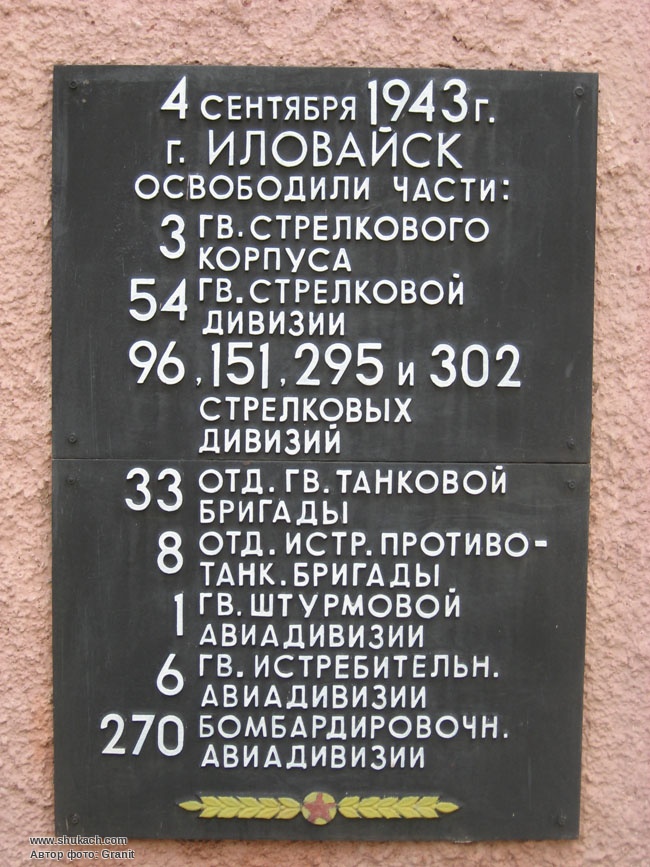 4 СЕНТЯБРЯ 1943 г.
г. ИЛОВАЙСК
ОСВОБОДИЛИ ЧАСТИ:
3 ГВ. СТРЕЛКОВОГО
КОРПУСА
54 ГВ. СТРЕЛКОВОЙ
ДИВИЗИИ
96, 151, 295 и 302
СТРЕЛКОВЫХ
ДИВИЗИЙ
33 ОТД. ГВ. ТАНКОВОЙ
БРИГАДЫ
8 ОТД. ИСТР. ПРОТИВО-
ТАНК. БРИГАДЫ
1 ГВ. ШТУРМОВОЙ
АВИАДИВИЗИИ
6 ГВ. ИСТРЕБИТЕЛЬН.
АВИАДИВИЗИИ
270 БОМБАРДИРОВОЧН.
АВИАДИВИЗИИ
www.shukach.com
Автор фото- Granit